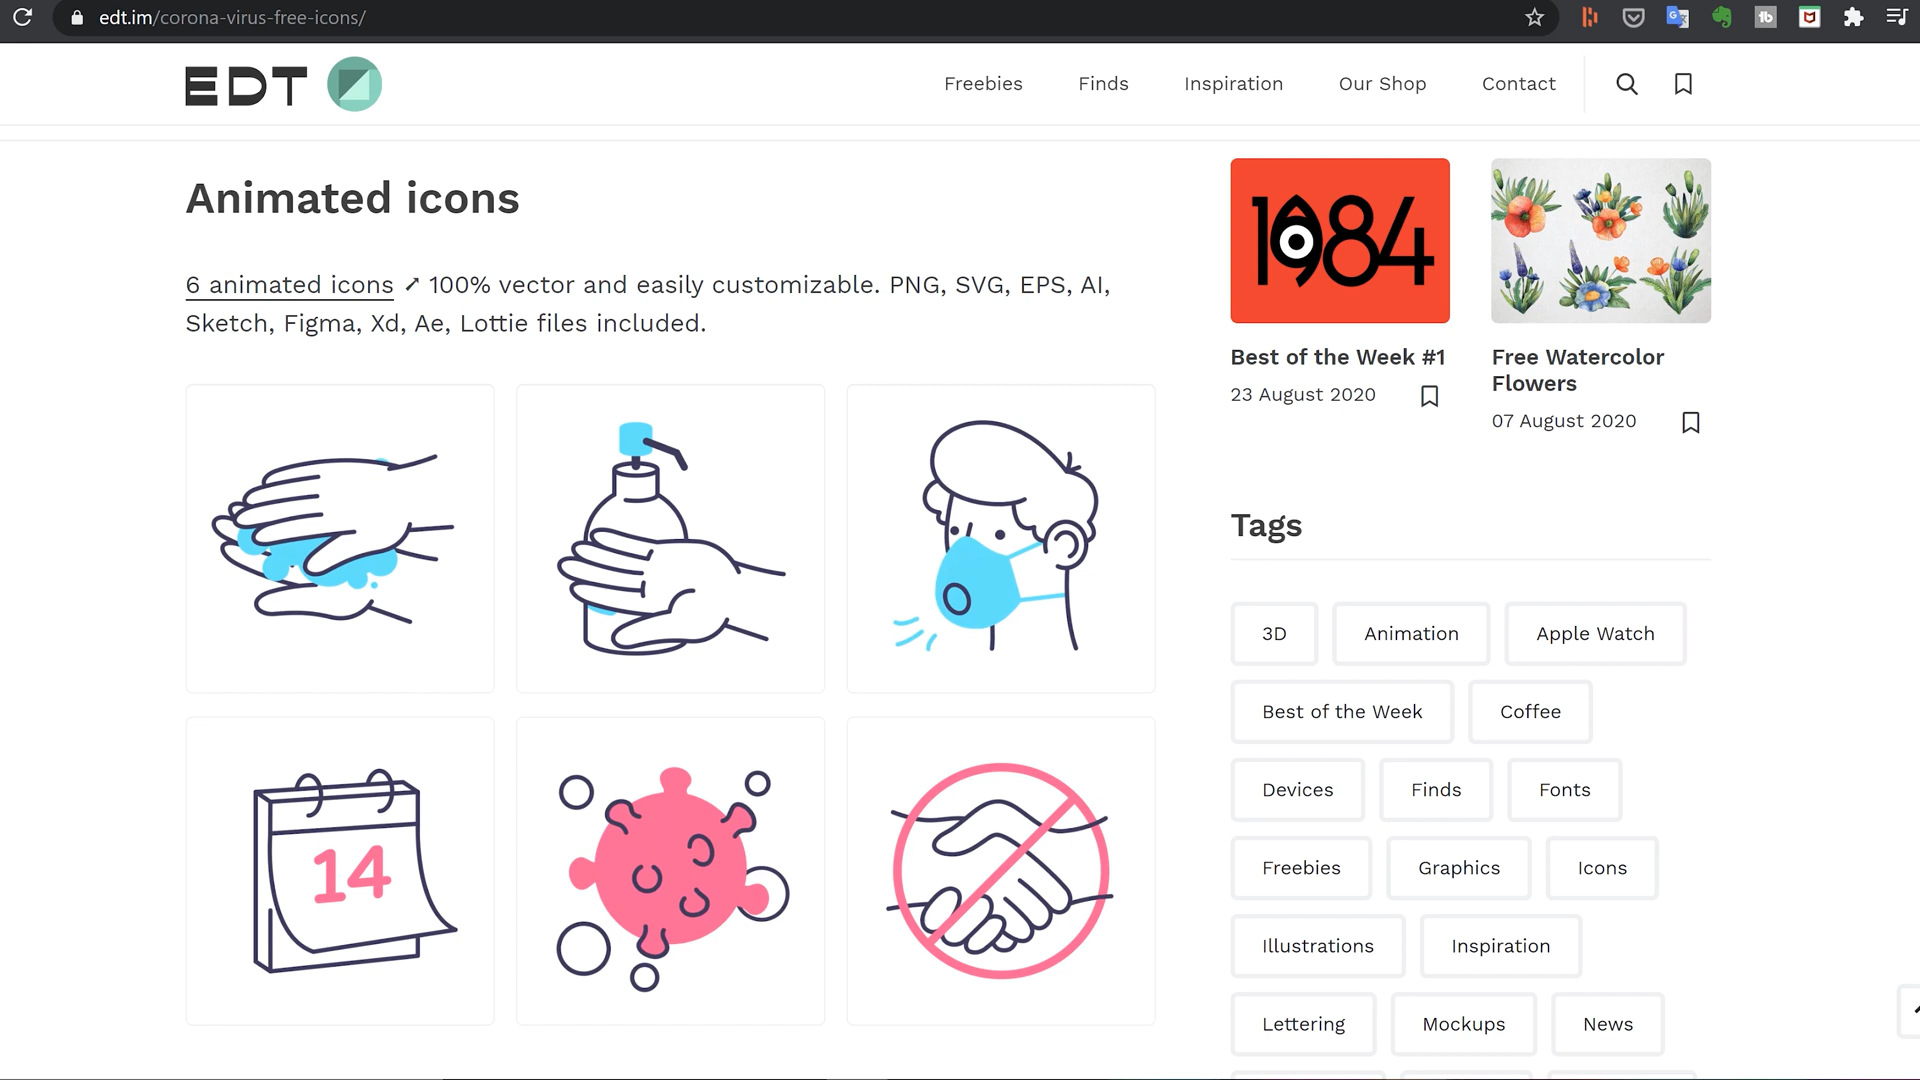 edt.im/corona-virus-free-icons/
EDT
Freebies
Finds
Inspiration
Our Shop
Contact
Animated icons
6 animated icons ↗ 100% vector and easily customizable. PNG, SVG, EPS, AI,
Sketch, Figma, Xd, Ae, Lottie files included.
14
1984
Best of the Week #1
23 August 2020
Free Watercolor
Flowers
07 August 2020
Tags
3D
Animation
Apple Watch
Best of the Week
Coffee
Devices
Finds
Fonts
Freebies
Graphics
Icons
Illustrations
Inspiration
Lettering
Mockups
News